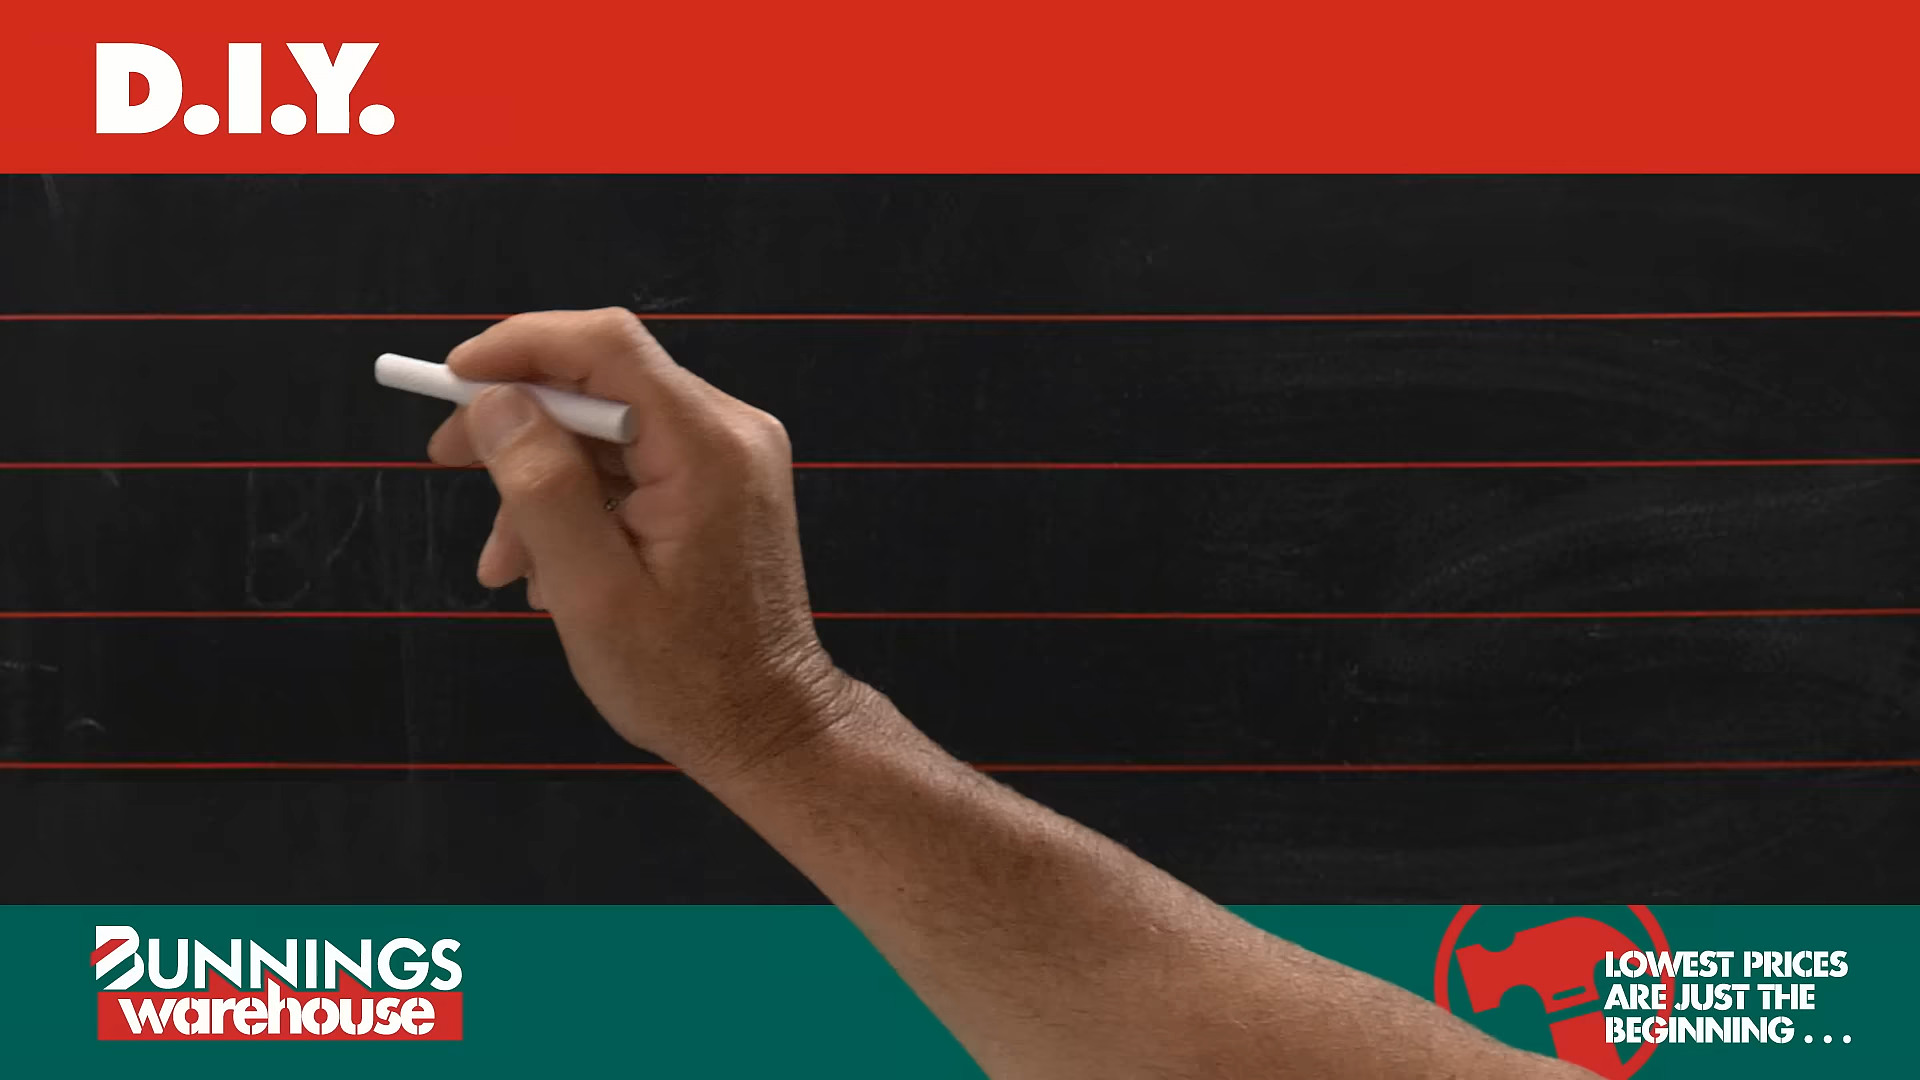 D.I.Y.
BUNNINGS
warehouse
LOWEST PRICES
ARE JUST THE
BEGINNING . . .